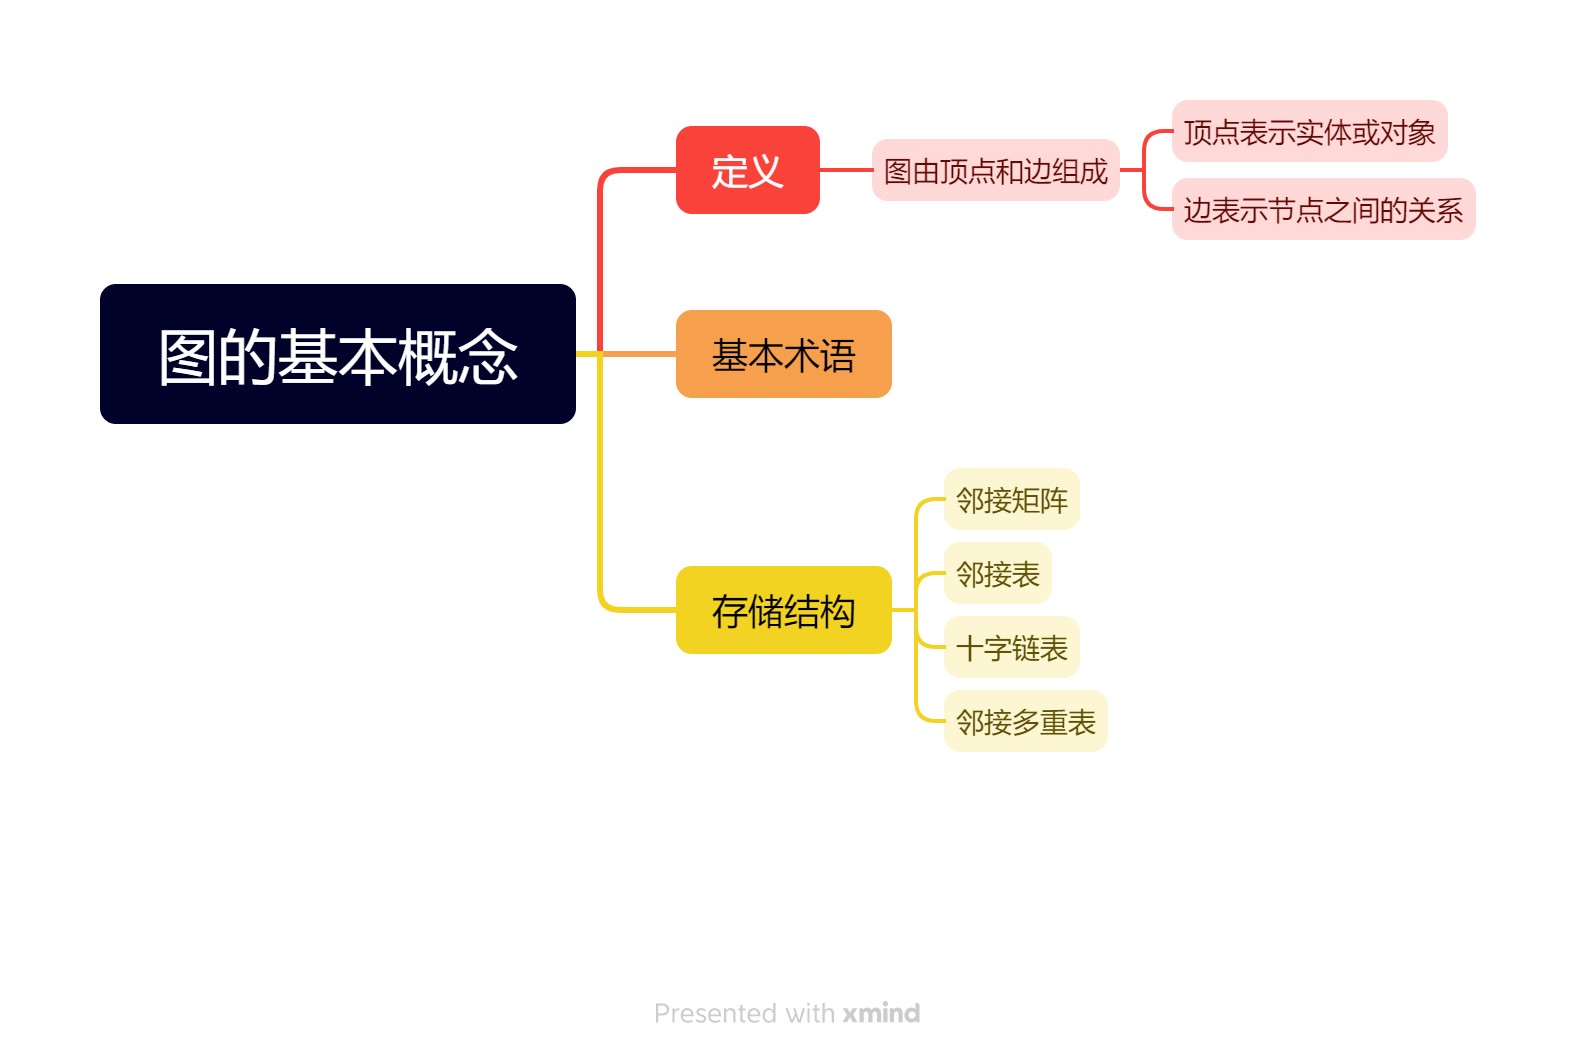 图的基本概念
定义
图由顶点和边组成
顶点表示实体或对象
边表示节点之间的关系
基本术语
存储结构
邻接矩阵
邻接表
十字链表
邻接多重表
Presented with xmind